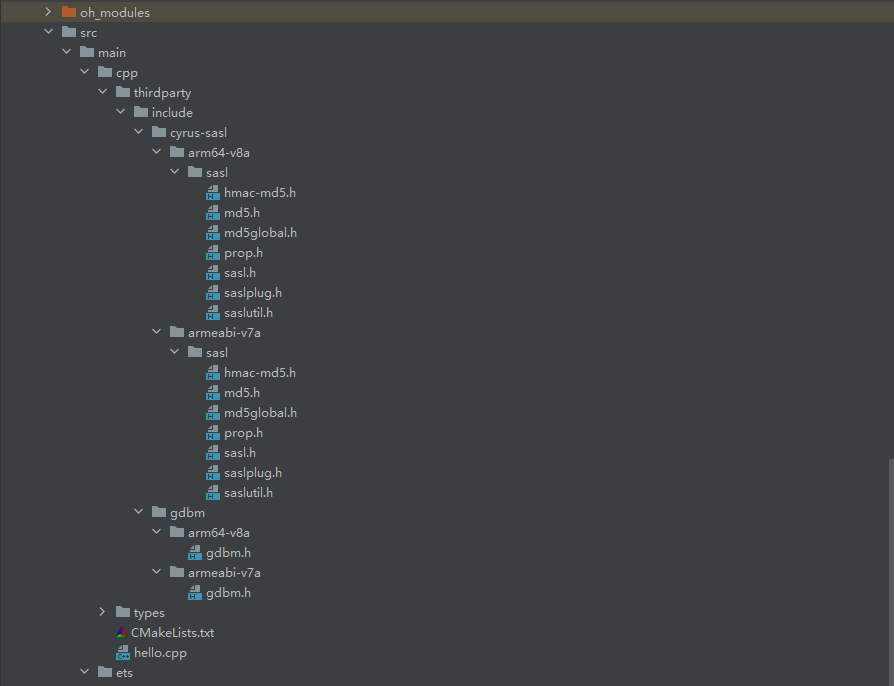 oh_modules
src
main
cpp
thirdparty
include
cyrus-sasl
arm64-v8a
sasl
hmac-md5.h
md5.h
md5global.h
prop.h
sasl.h
saslplug.h
saslutil.h
armeabi-v7a
sasl
hmac-md5.h
md5.h
md5global.h
prop.h
sasl.h
saslplug.h
saslutil.h
gdbm
arm64-v8a
gdbm.h
armeabi-v7a
gdbm.h
types
CMakeLists.txt
hello.cpp
ets